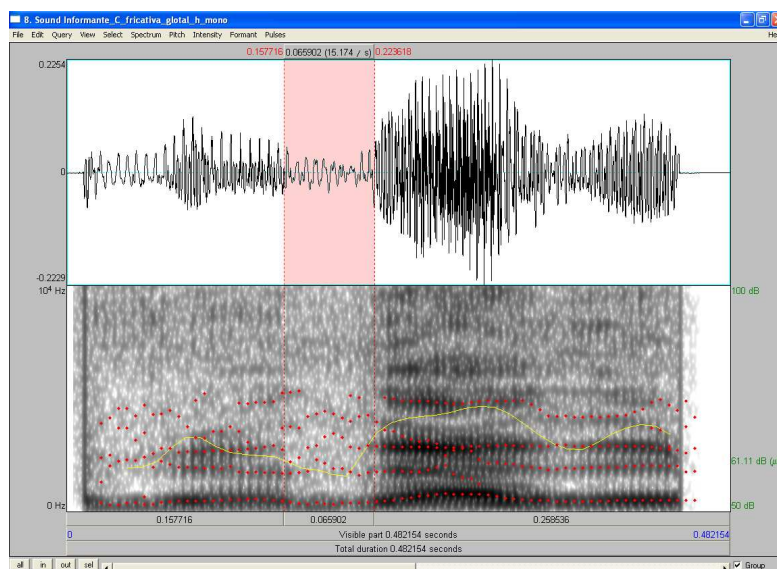 8. Sound Informante_C_fricativa_glotal_h_mono
File Edit Query View Select Spectrum Pitch Intensity Formant Pulses He
0.157716 0.065902 (15.174 / s) 0.223618
0.2254
0
-0.2229
10⁴ Hz 100 dB
61.11 dB (µ
0 Hz 50 dB
0.157716 0.065902 0.258536
0 Visible part 0.482154 seconds 0.482154
Total duration 0.482154 seconds
all in out sel Group